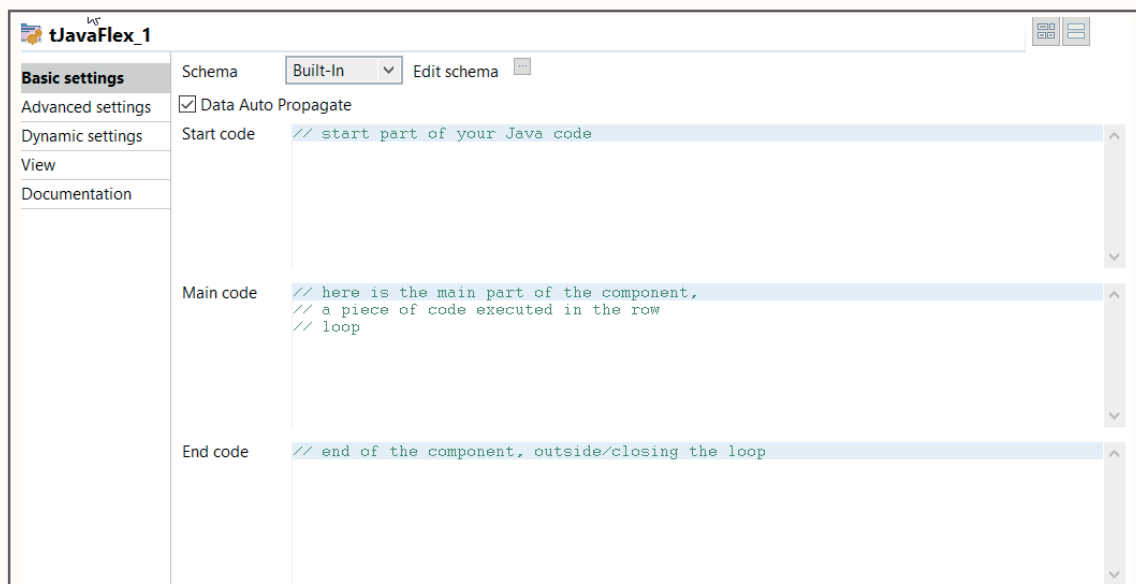 tJavaFlex_1
Basic settings
Advanced settings
Dynamic settings
View
Documentation
Schema Built-In Edit schema ...
Data Auto Propagate
Start code // start part of your Java code
Main code // here is the main part of the component,
// a piece of code executed in the row
// loop
End code // end of the component, outside/closing the loop